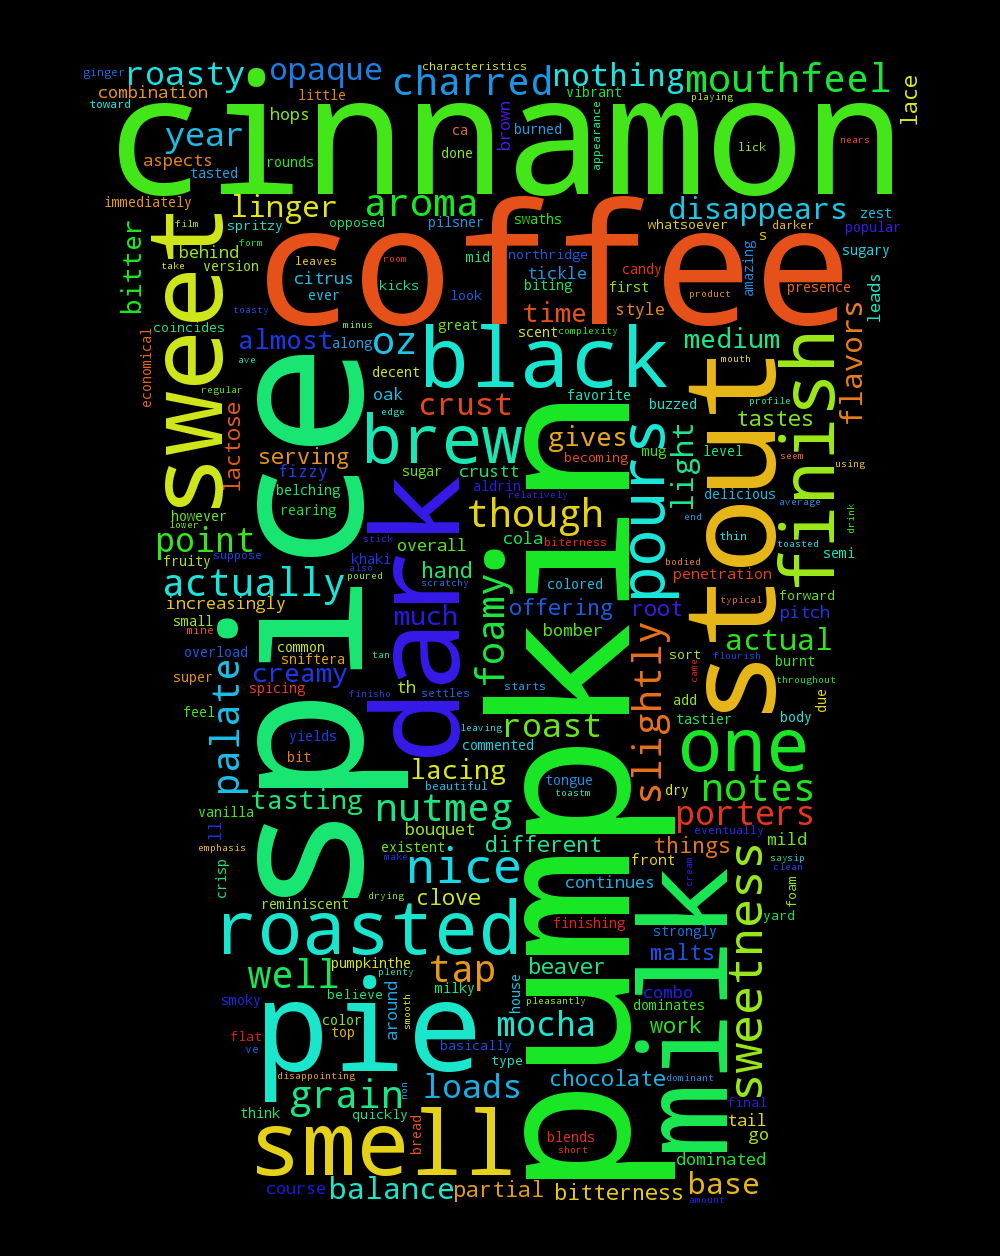 characteristics
ginger roasty opaque charred nothing mouthfeel
combination little vibrant playing lace
toward cinnamon
hops brown appearance
year ca burned nears
aspects rounds done lick
tasted
immediately linger aroma disappears zest
film spritzy opposed pilsner swaths whatsoever darker popular
bitter sweet behind form coffee s sugary
take version leaves room mid northridge candy amazing
citrus kicks tickle product presence leads
ever look biting first
toasty time style flavors
coincides minus great scent complexity
economical almost along oz black medium finish
ave spice decent mouth
regular oak favorite profile
lactose edge crust buzzed tastes
brew pumpkin gives pours light stout
serving becoming mug level seem using
fizzy sugar crustt
belching dark aldrin relatively delicious average
however rearing though end drink
lower stick cola biterness thin toasted semi
point suppose khaki overall bodied
fruity also hand penetration
actually poured scratchy colored typical forward
increasingly much foamy offering root pitch
small bomber
mine common tan slightly actual
overload sniftera sort flourish burnt
super creamy th came throughout
palate spicing finisho settles starts add due
feel leaving roast tastier body
yields commented one
bit lacing tongue
tasting beautiful toastm dry notes
vanilla nutmeg porters
ll bouquet eventually mild
emphasis existent different things
make nice front saysip
crisp drying continues cream clean
reminiscent clove milk sweetness foam
roasted finishing strongly yard
well pumpkinthe tap beaver malts
plenty
smoky believe milky house pleasantly combo
pie color around smooth mocha dominates
flat top work
ve basically type
disappointing loads chocolate dominant
grain non
think quickly final
smell bread blends tail
short go
dominated
course balance partial bitterness base
amount